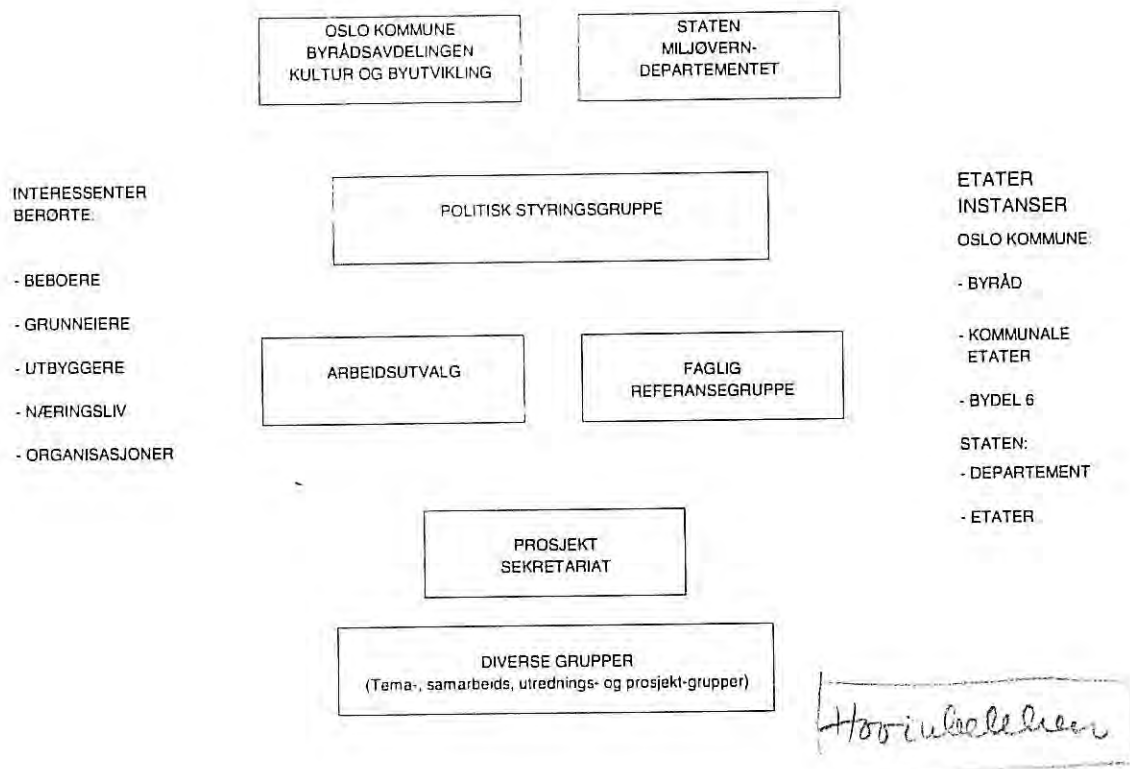 OSLO KOMMUNE
BYRÅDSAVDELINGEN
KULTUR OG BYUTVIKLING
STATEN
MILJØVERN-
DEPARTEMENTET
INTERESSENTER
BERØRTE:
- BEBOERE
- GRUNNEIERE
- UTBYGGERE
- NÆRINGSLIV
- ORGANISASJONER
POLITISK STYRINGSGRUPPE
ARBEIDSUTVALG
FAGLIG
REFERANSEGRUPPE
PROSJEKT
SEKRETARIAT
DIVERSE GRUPPER
(Tema-, samarbeids, utrednings- og prosjekt-grupper)
ETATER
INSTANSER
OSLO KOMMUNE:
- BYRÅD
- KOMMUNALE
ETATER
- BYDEL 6
STATEN:
- DEPARTEMENT
- ETATER
Hovinbekken